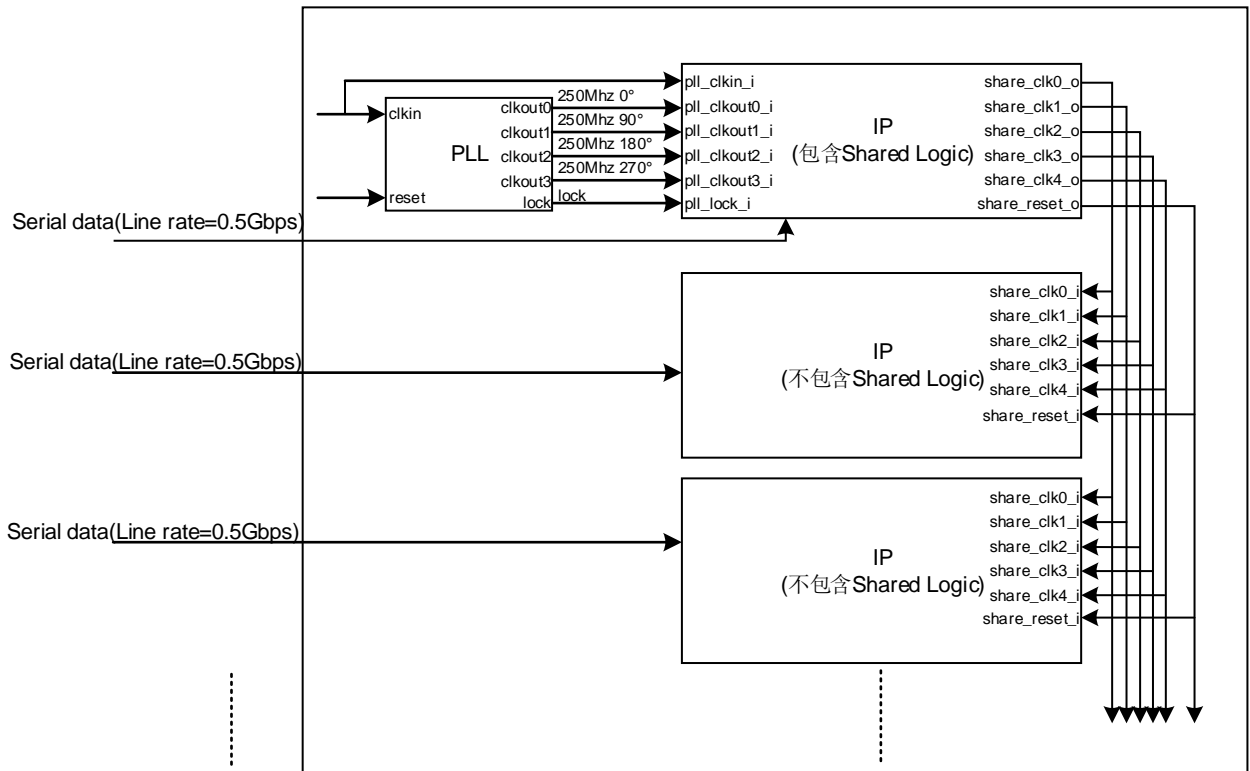 clkin
reset
PLL
clkout0
clkout1
clkout2
clkout3
lock
250Mhz 0°
250Mhz 90°
250Mhz 180°
250Mhz 270°
lock
pll_clkin_i
pll_clkout0_i
pll_clkout1_i
pll_clkout2_i
pll_clkout3_i
pll_lock_i
IP
(包含Shared Logic)
share_clk0_o
share_clk1_o
share_clk2_o
share_clk3_o
share_clk4_o
share_reset_o
Serial data(Line rate=0.5Gbps)
Serial data(Line rate=0.5Gbps)
IP
(不包含Shared Logic)
share_clk0_i
share_clk1_i
share_clk2_i
share_clk3_i
share_clk4_i
share_reset_i
Serial data(Line rate=0.5Gbps)
IP
(不包含Shared Logic)
share_clk0_i
share_clk1_i
share_clk2_i
share_clk3_i
share_clk4_i
share_reset_i